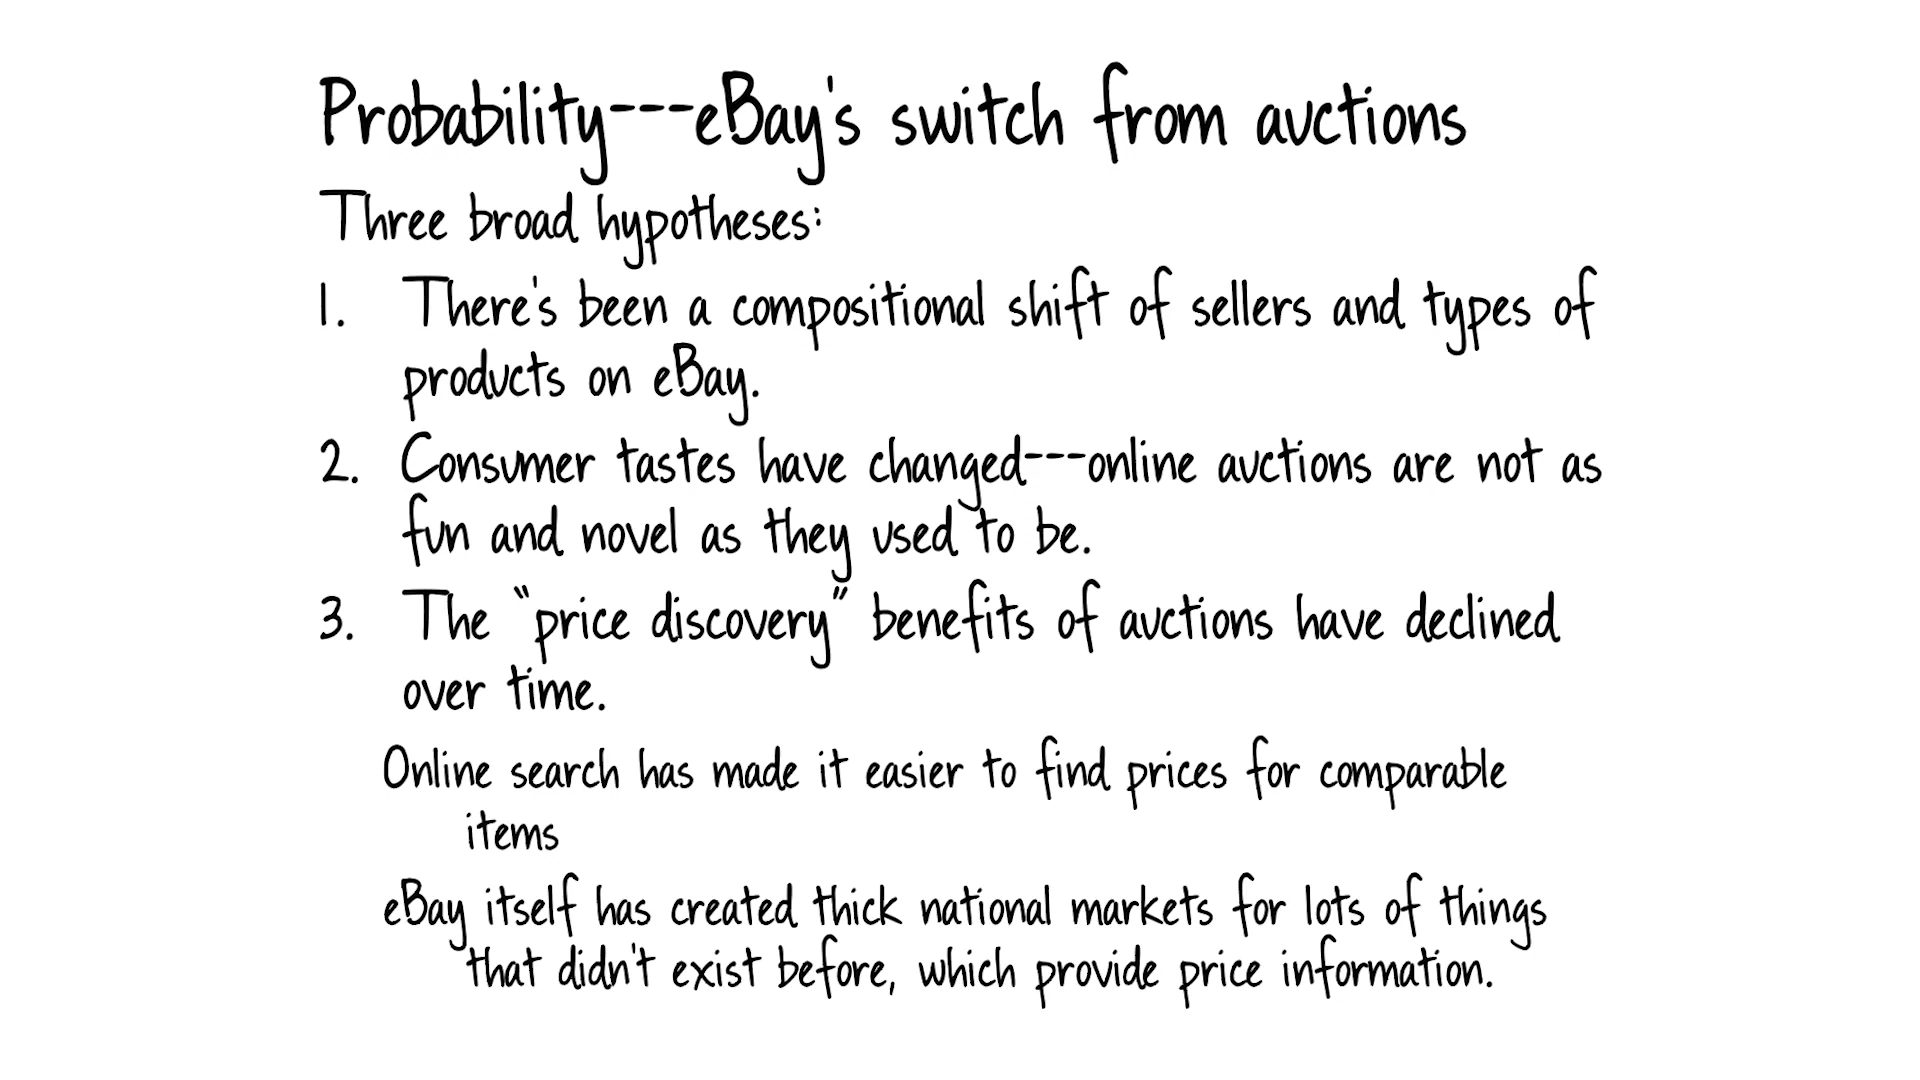 Probability---eBay's switch from auctions
Three broad hypotheses:
1. There's been a compositional shift of sellers and types of
products on eBay.
2. Consumer tastes have changed---online auctions are not as
fun and novel as they used to be.
3. The “price discovery” benefits of auctions have declined
over time.
Online search has made it easier to find prices for comparable
items
eBay itself has created thick national markets for lots of things
that didn't exist before, which provide price information.